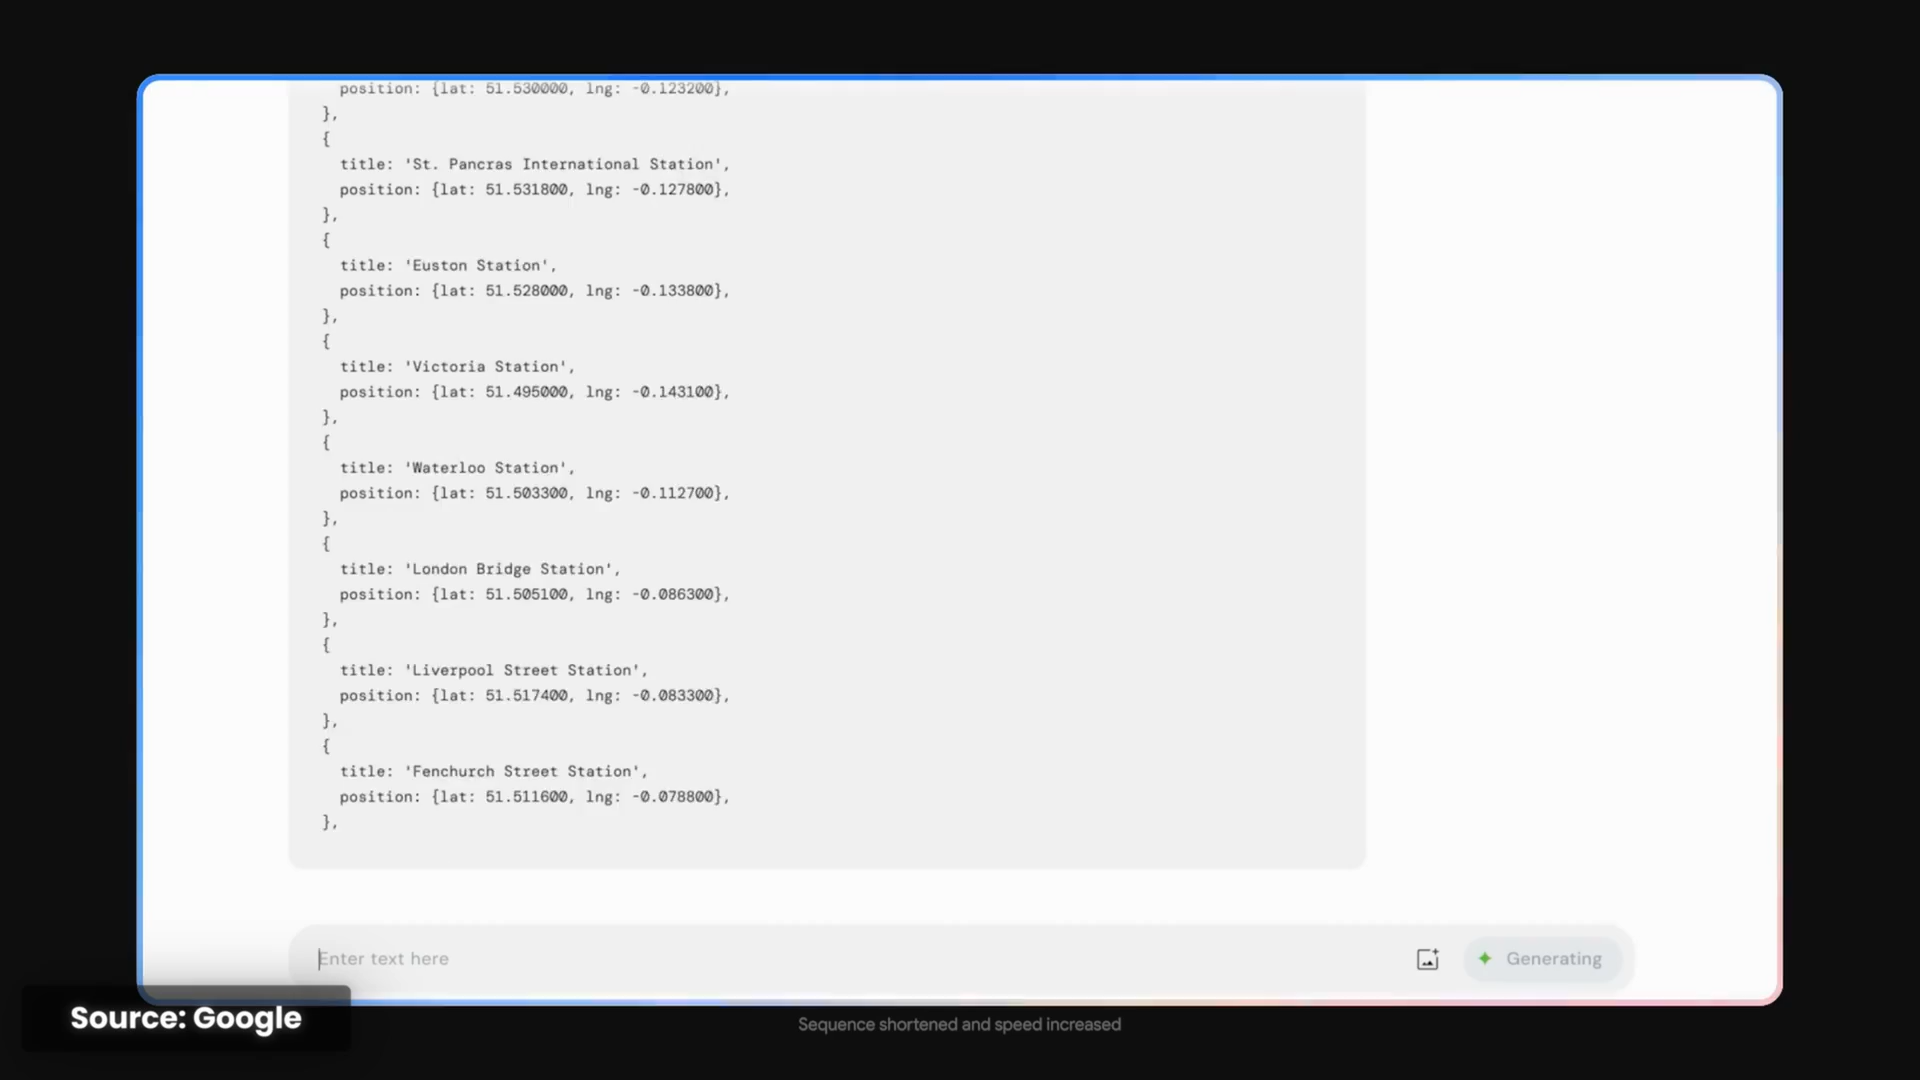 position: {lat: 51.530000, lng: -0.123200},
},
{
title: 'St. Pancras International Station',
position: {lat: 51.531800, lng: -0.127800},
},
{
title: 'Euston Station',
position: {lat: 51.528000, lng: -0.133800},
},
{
title: 'Victoria Station',
position: {lat: 51.495000, lng: -0.143100},
},
{
title: 'Waterloo Station',
position: {lat: 51.503300, lng: -0.112700},
},
{
title: 'London Bridge Station',
position: {lat: 51.505100, lng: -0.086300},
},
{
title: 'Liverpool Street Station',
position: {lat: 51.517400, lng: -0.083300},
},
{
title: 'Fenchurch Street Station',
position: {lat: 51.511600, lng: -0.078800},
},
Enter text here
Generating
Source: Google
Sequence shortened and speed increased